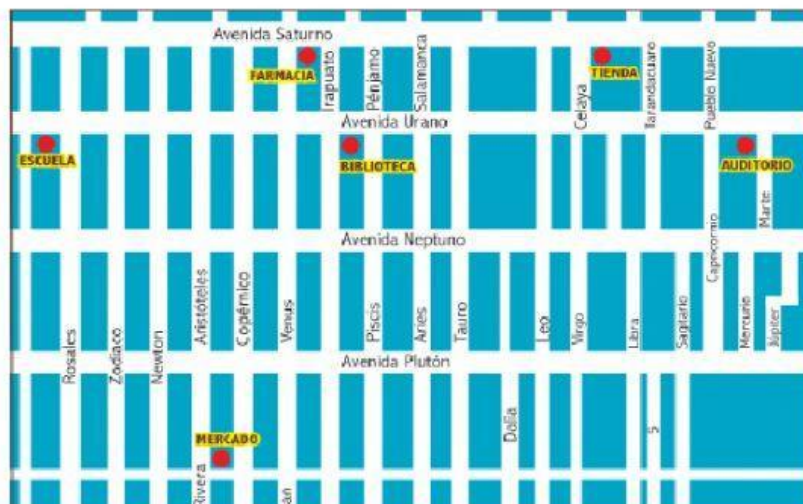 Avenida Saturno
FARMACIA
TIENDA
Irapuato
Pénjamo
Salamanca
Celaya
Tarandacuaro
Pueblo Nuevo
Avenida Urano
ESCUELA
BIBLIOTECA
AUDITORIO
Marte
Avenida Neptuno
Capricornio
Rosales
Zodiaco
Newton
Aristóteles
Copérnico
Venus
Piscis
Aries
Tauro
Leo
Virgo
Libra
Sagitario
Mercurio
Júpiter
Avenida Plutón
MERCADO
Dalia
S
Rivera
an